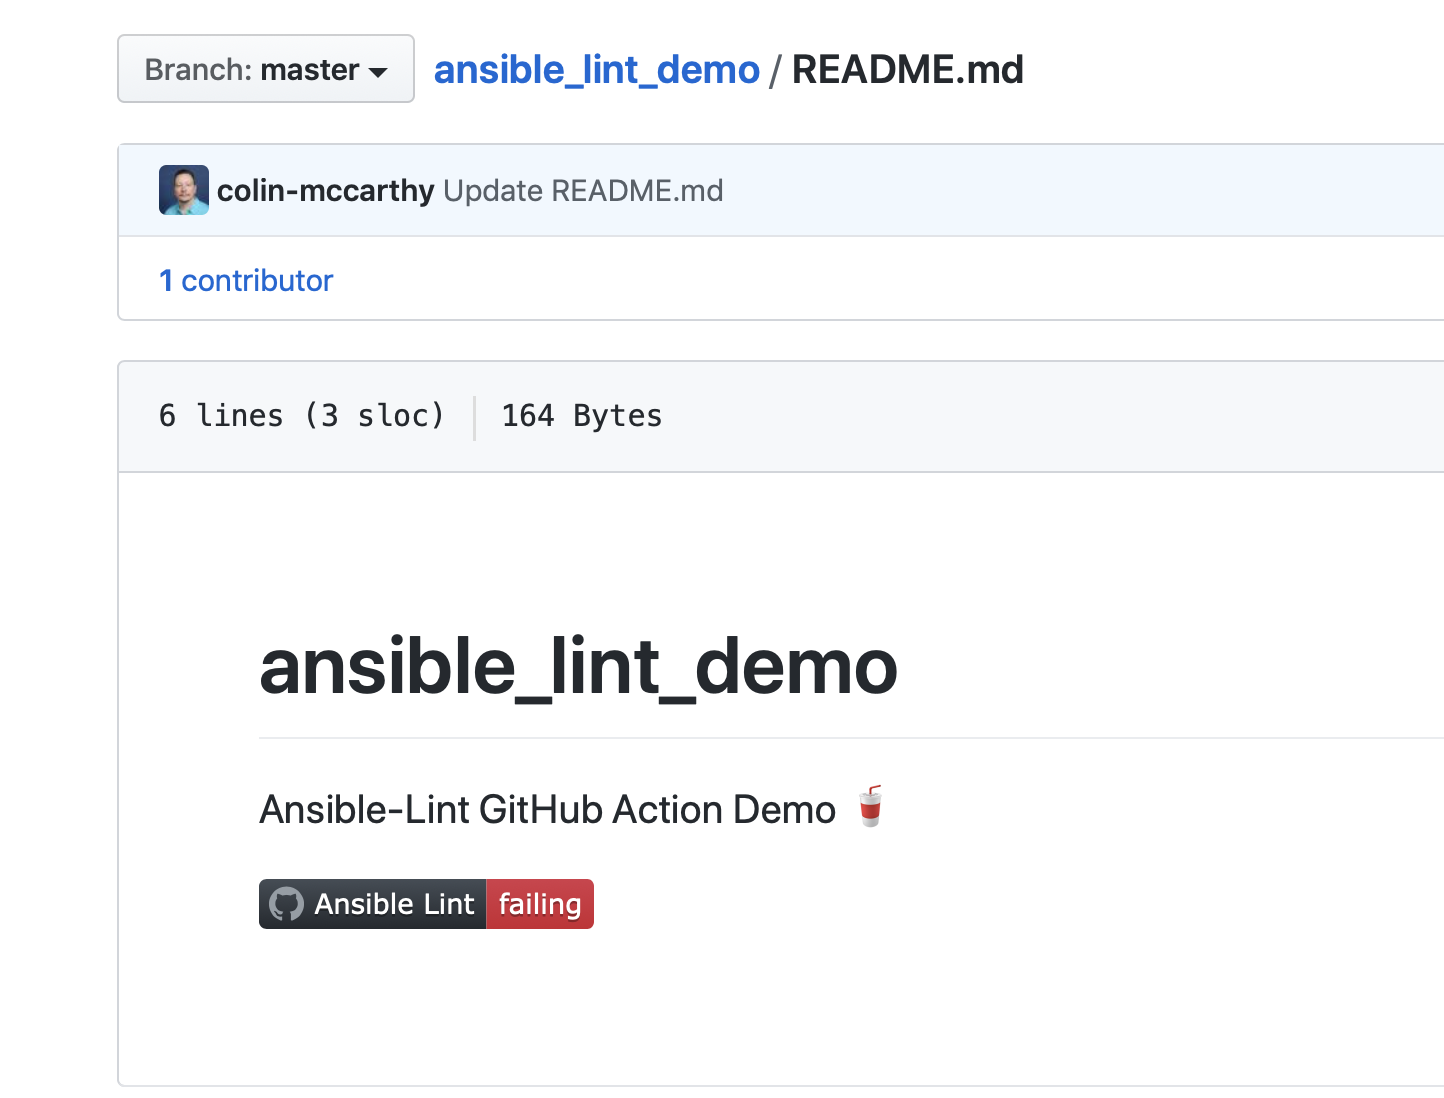 Branch: master ansible_lint_demo / README.md
colin-mccarthy Update README.md
1 contributor
6 lines (3 sloc) 164 Bytes
ansible_lint_demo
Ansible-Lint GitHub Action Demo 🥤
Ansible Lint failing